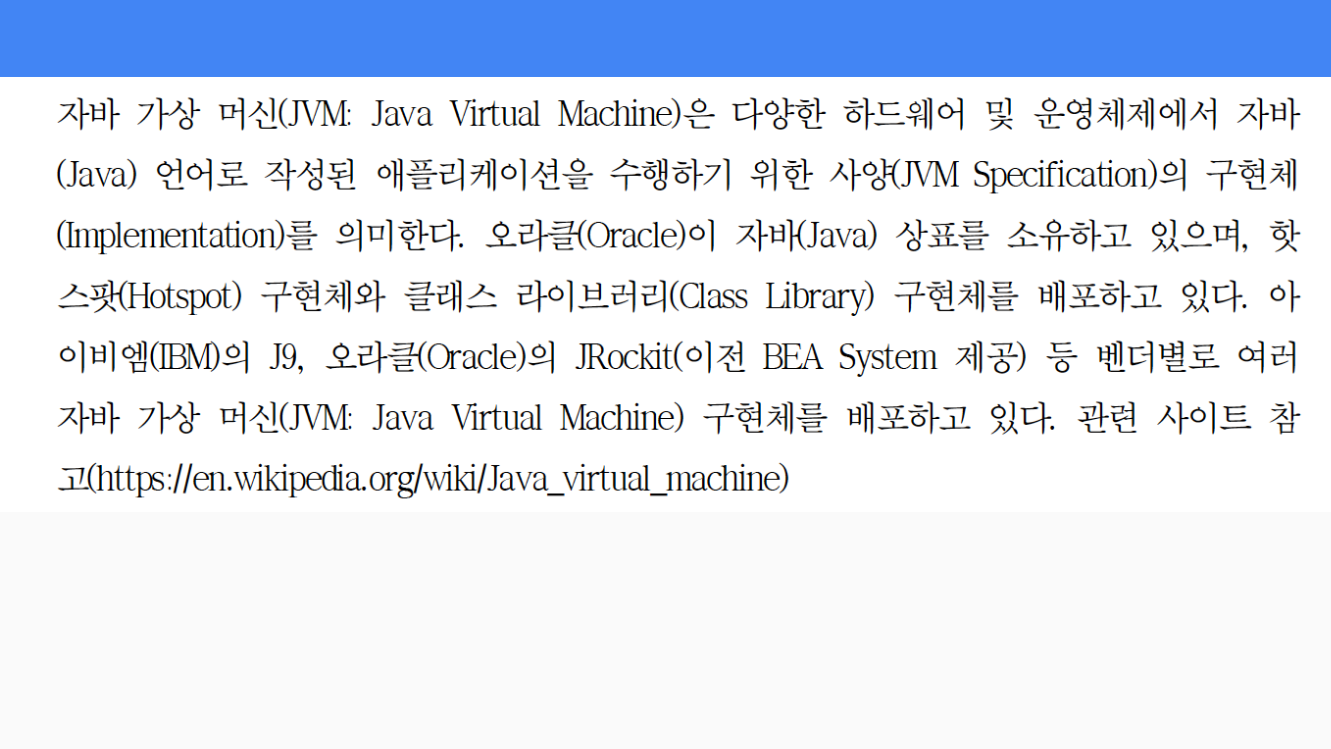 자바 가상 머신(JVM: Java Virtual Machine)은 다양한 하드웨어 및 운영체제에서 자바
(Java) 언어로 작성된 애플리케이션을 수행하기 위한 사양(JVM Specification)의 구현체
(Implementation)를 의미한다. 오라클(Oracle)이 자바(Java) 상표를 소유하고 있으며, 핫
스팟(Hotspot) 구현체와 클래스 라이브러리(Class Library) 구현체를 배포하고 있다. 아
이비엠(IBM)의 J9, 오라클(Oracle)의 JRockit(이전 BEA System 제공) 등 벤더별로 여러
자바 가상 머신(JVM: Java Virtual Machine) 구현체를 배포하고 있다. 관련 사이트 참
고(https://en.wikipedia.org/wiki/Java_virtual_machine)